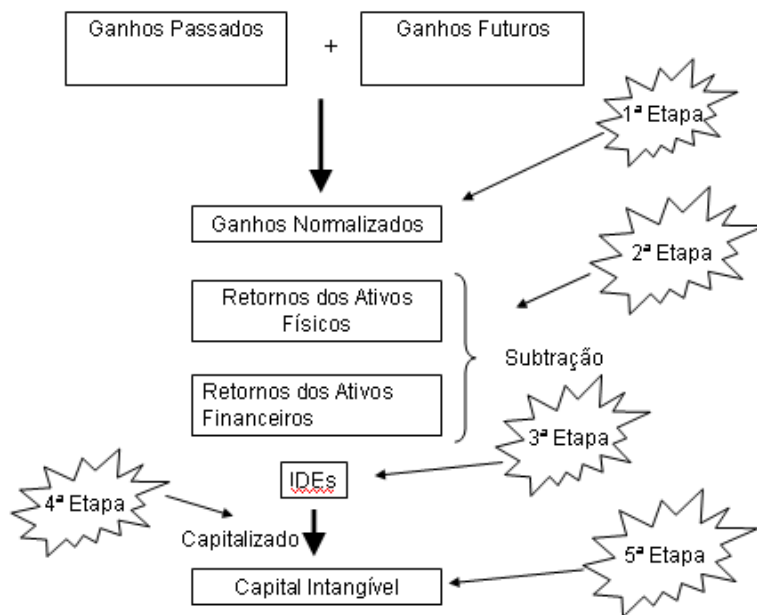 Ganhos Passados
+
Ganhos Futuros
1ª Etapa
Ganhos Normalizados
2ª Etapa
Retornos dos Ativos
Físicos
Subtração
Retornos dos Ativos
Financeiros
3ª Etapa
IDEs
4ª Etapa
Capitalizado
5ª Etapa
Capital Intangível